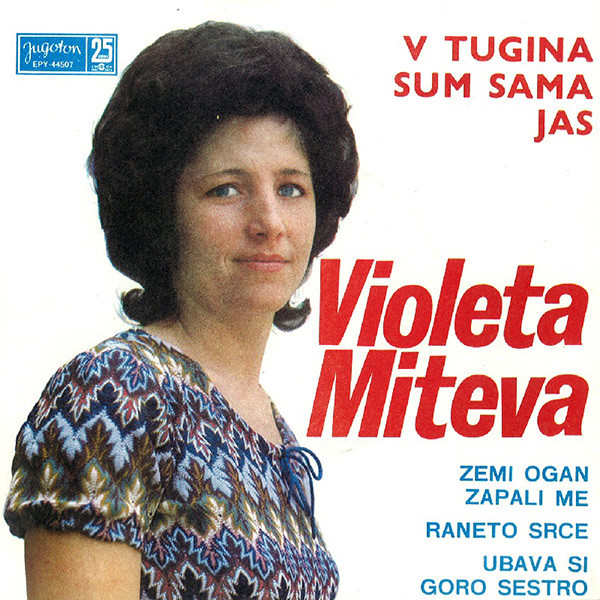 Jugoton
25
EPY-44507
V TUGINA
SUM SAMA
JAS
Violeta
Miteva
ZEMI OGAN
ZAPALI ME
RANETO SRCE
UBAVA SI
GORO SESTRO